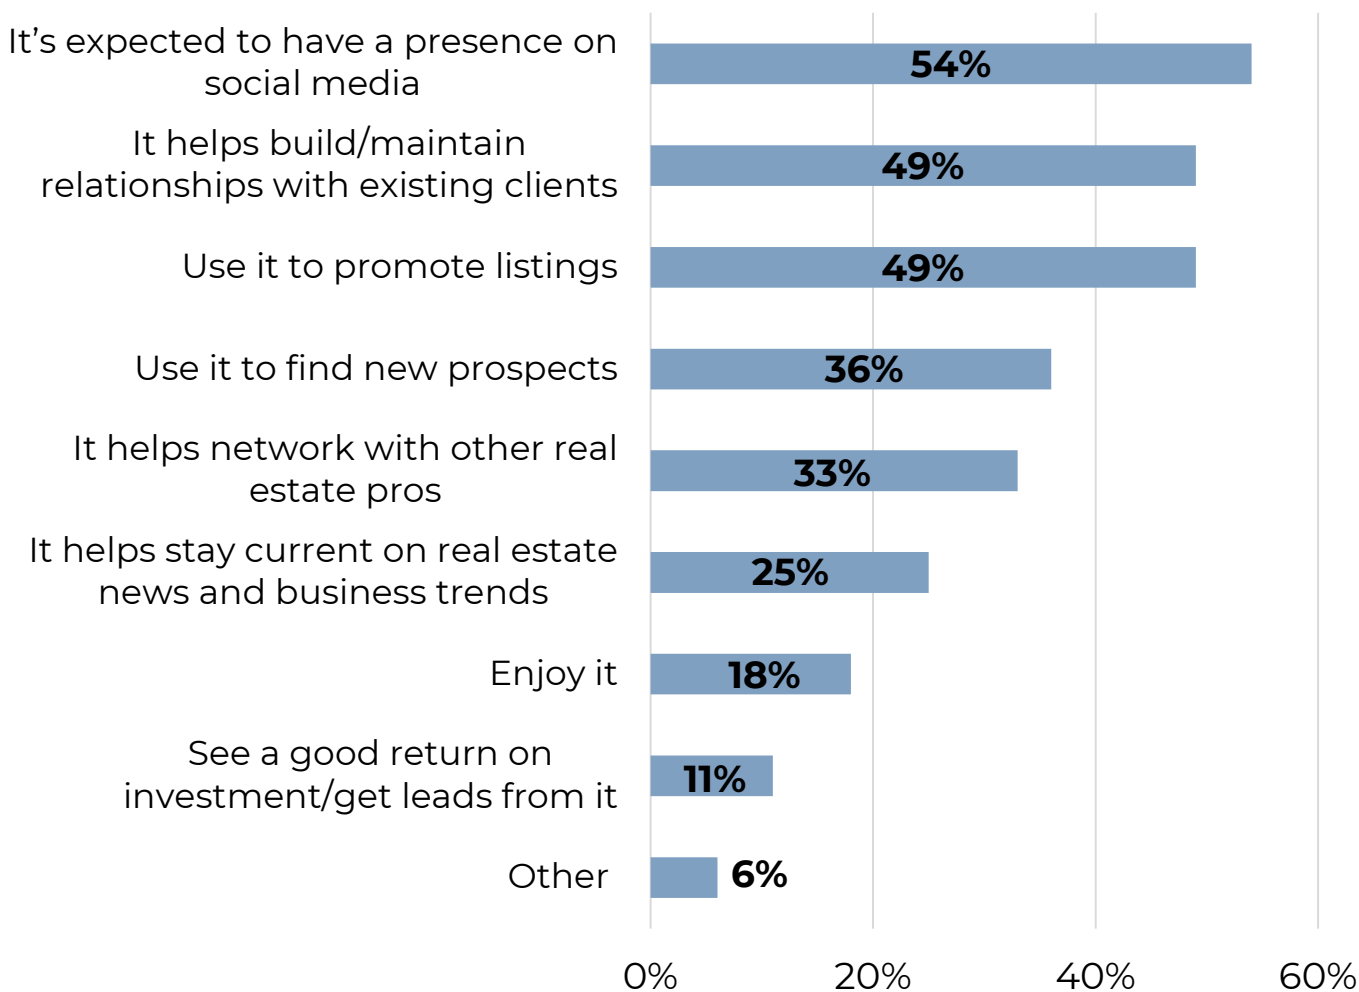 It’s expected to have a presence on
social media
54%
It helps build/maintain
relationships with existing clients
49%
Use it to promote listings
49%
Use it to find new prospects
36%
It helps network with other real
estate pros
33%
It helps stay current on real estate
news and business trends
25%
Enjoy it
18%
See a good return on
investment/get leads from it
11%
Other
6%
0% 20% 40% 60%